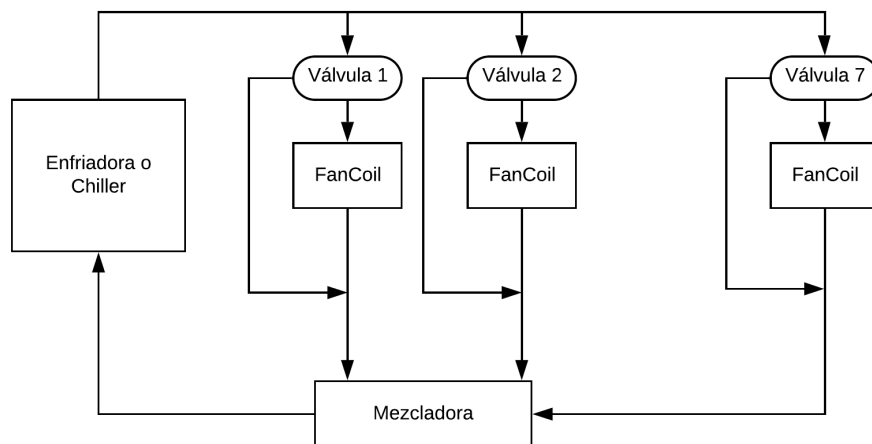 Válvula 1
Válvula 2
Válvula 7
Enfriadora o
Chiller
FanCoil
FanCoil
FanCoil
Mezcladora